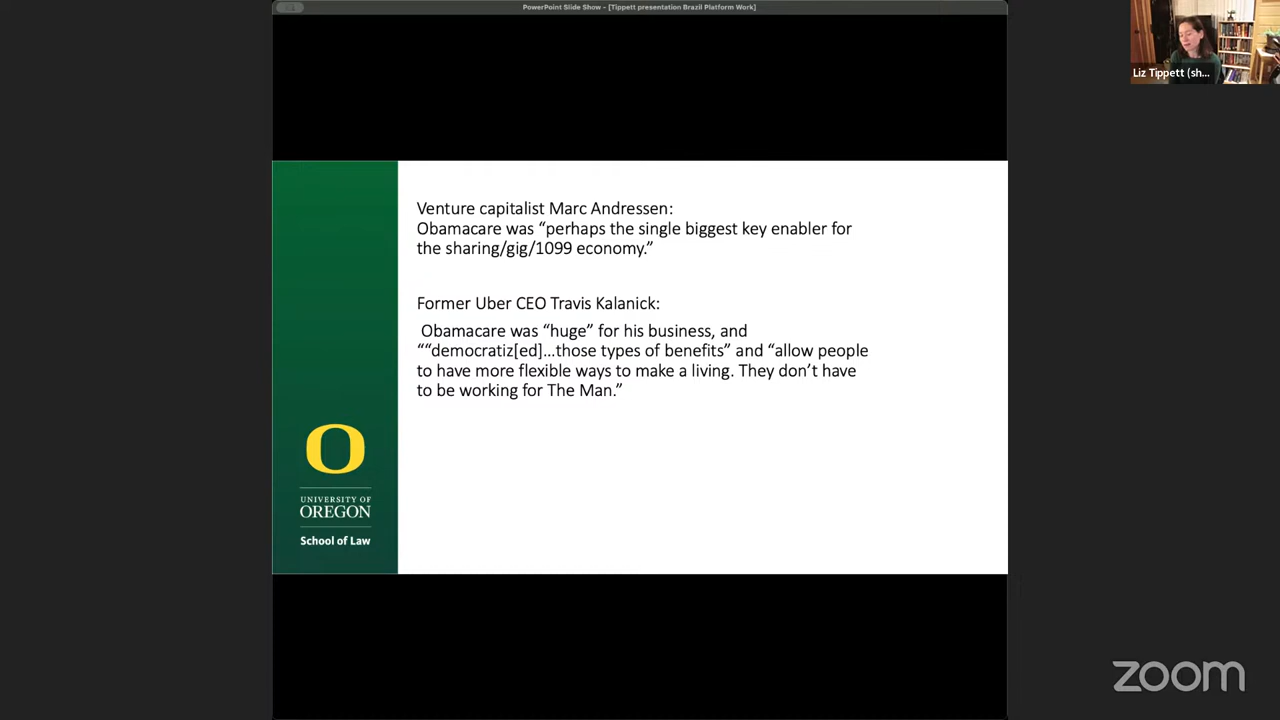 PowerPoint Slide Show - [Tippett presentation Brazil Platform Work]
Liz Tippett (sh...
Venture capitalist Marc Andressen:
Obamacare was “perhaps the single biggest key enabler for
the sharing/gig/1099 economy.”
Former Uber CEO Travis Kalanick:
Obamacare was “huge” for his business, and
““democratiz[ed]…those types of benefits” and “allow people
to have more flexible ways to make a living. They don’t have
to be working for The Man.”
O
UNIVERSITY OF
OREGON
School of Law
zoom